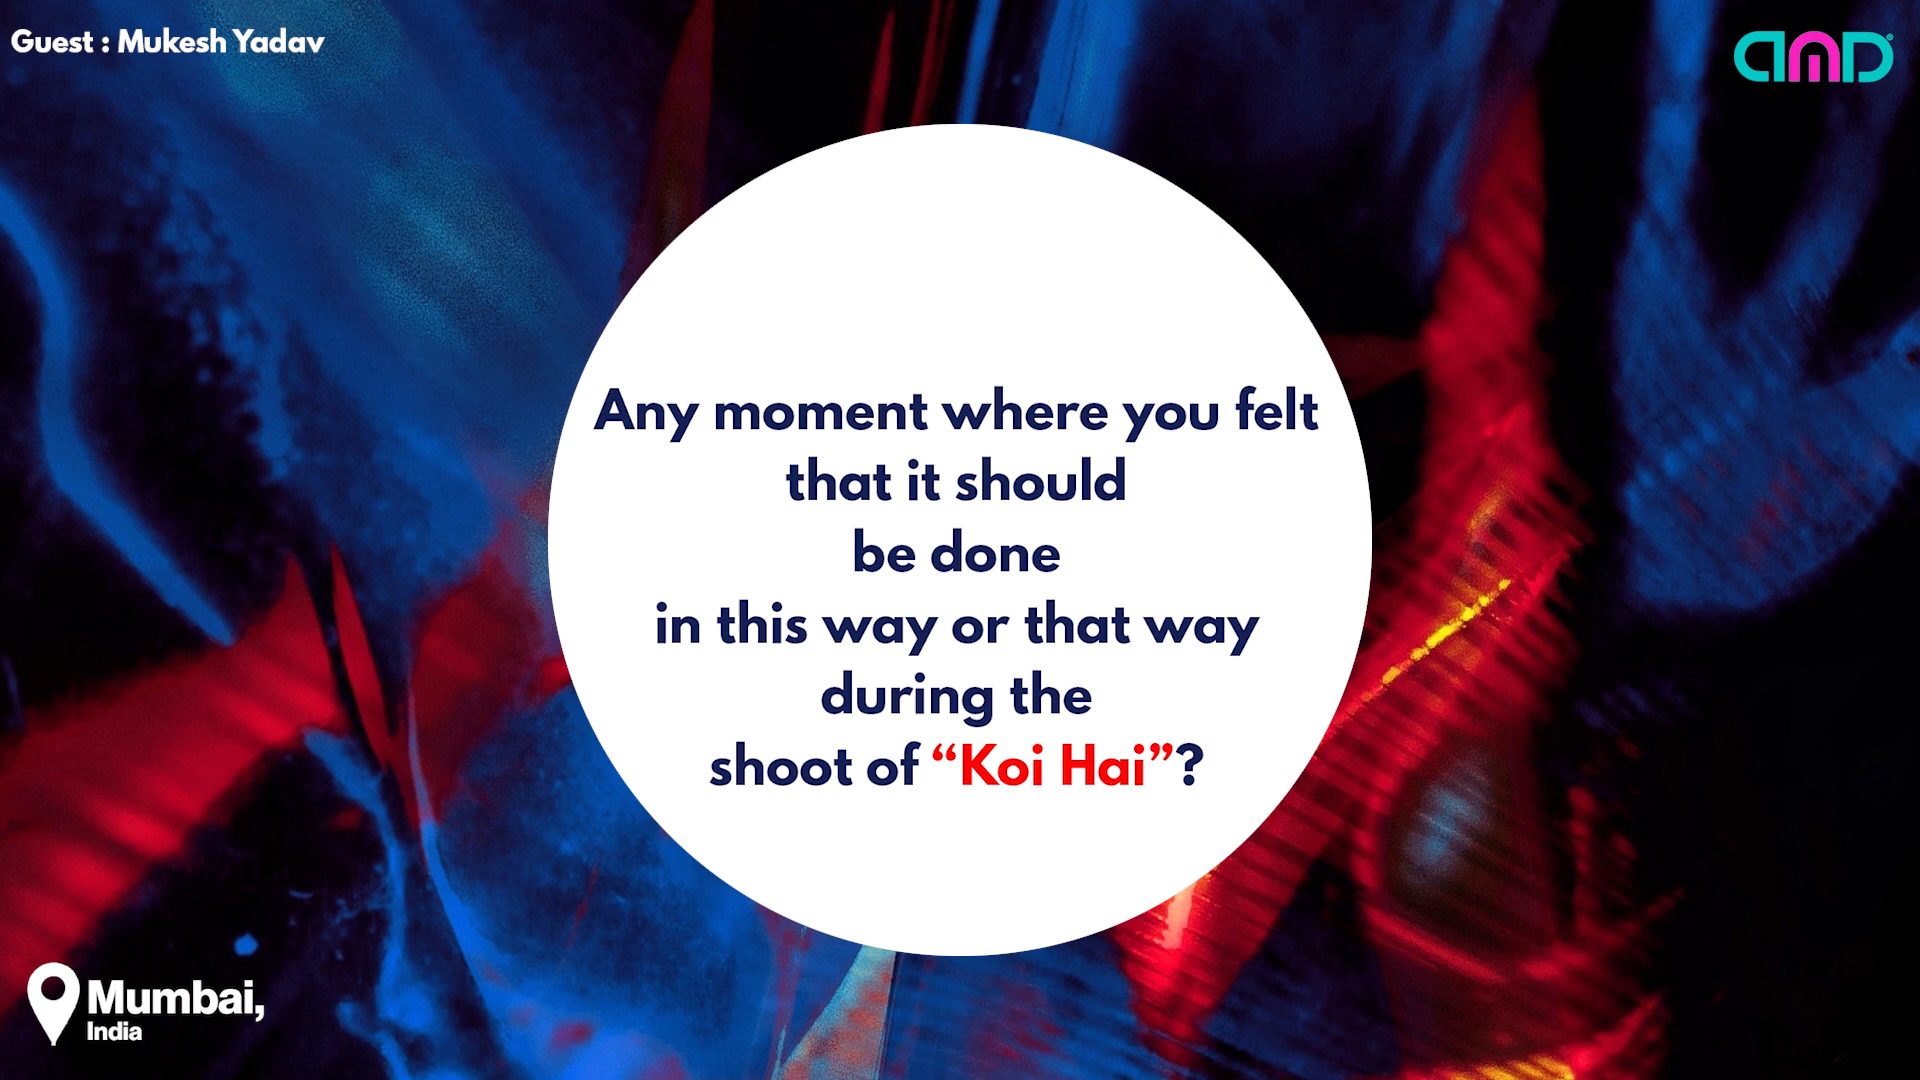 Guest : Mukesh Yadav
AMD
Any moment where you felt
that it should
be done
in this way or that way
during the
shoot of “Koi Hai”?
Mumbai,
India